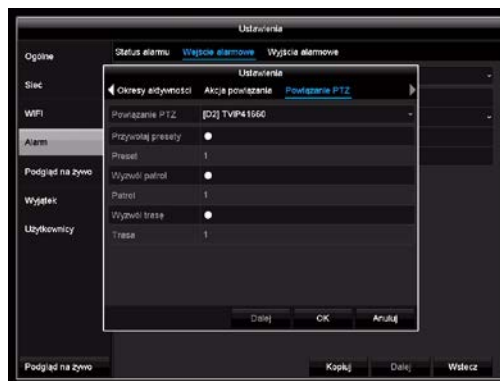 Ustawienia
Ogólne
Sieć
WIFI
Alarm
Podgląd na żywo
Wyjątek
Użytkownicy
Podgląd na żywo
Status alarmu Wejście alarmowe Wyjścia alarmowe
Ustawienia
Okresy aktywności Akcja powiązania Powiązanie PTZ
Powiązanie PTZ [D2] TVIP41660
Przywołaj presety
Preset 1
Wyzwól patrol
Patrol 1
Wyzwól trasę
Trasa 1
Dalej OK Anuluj
Kopiuj Dalej Wstecz